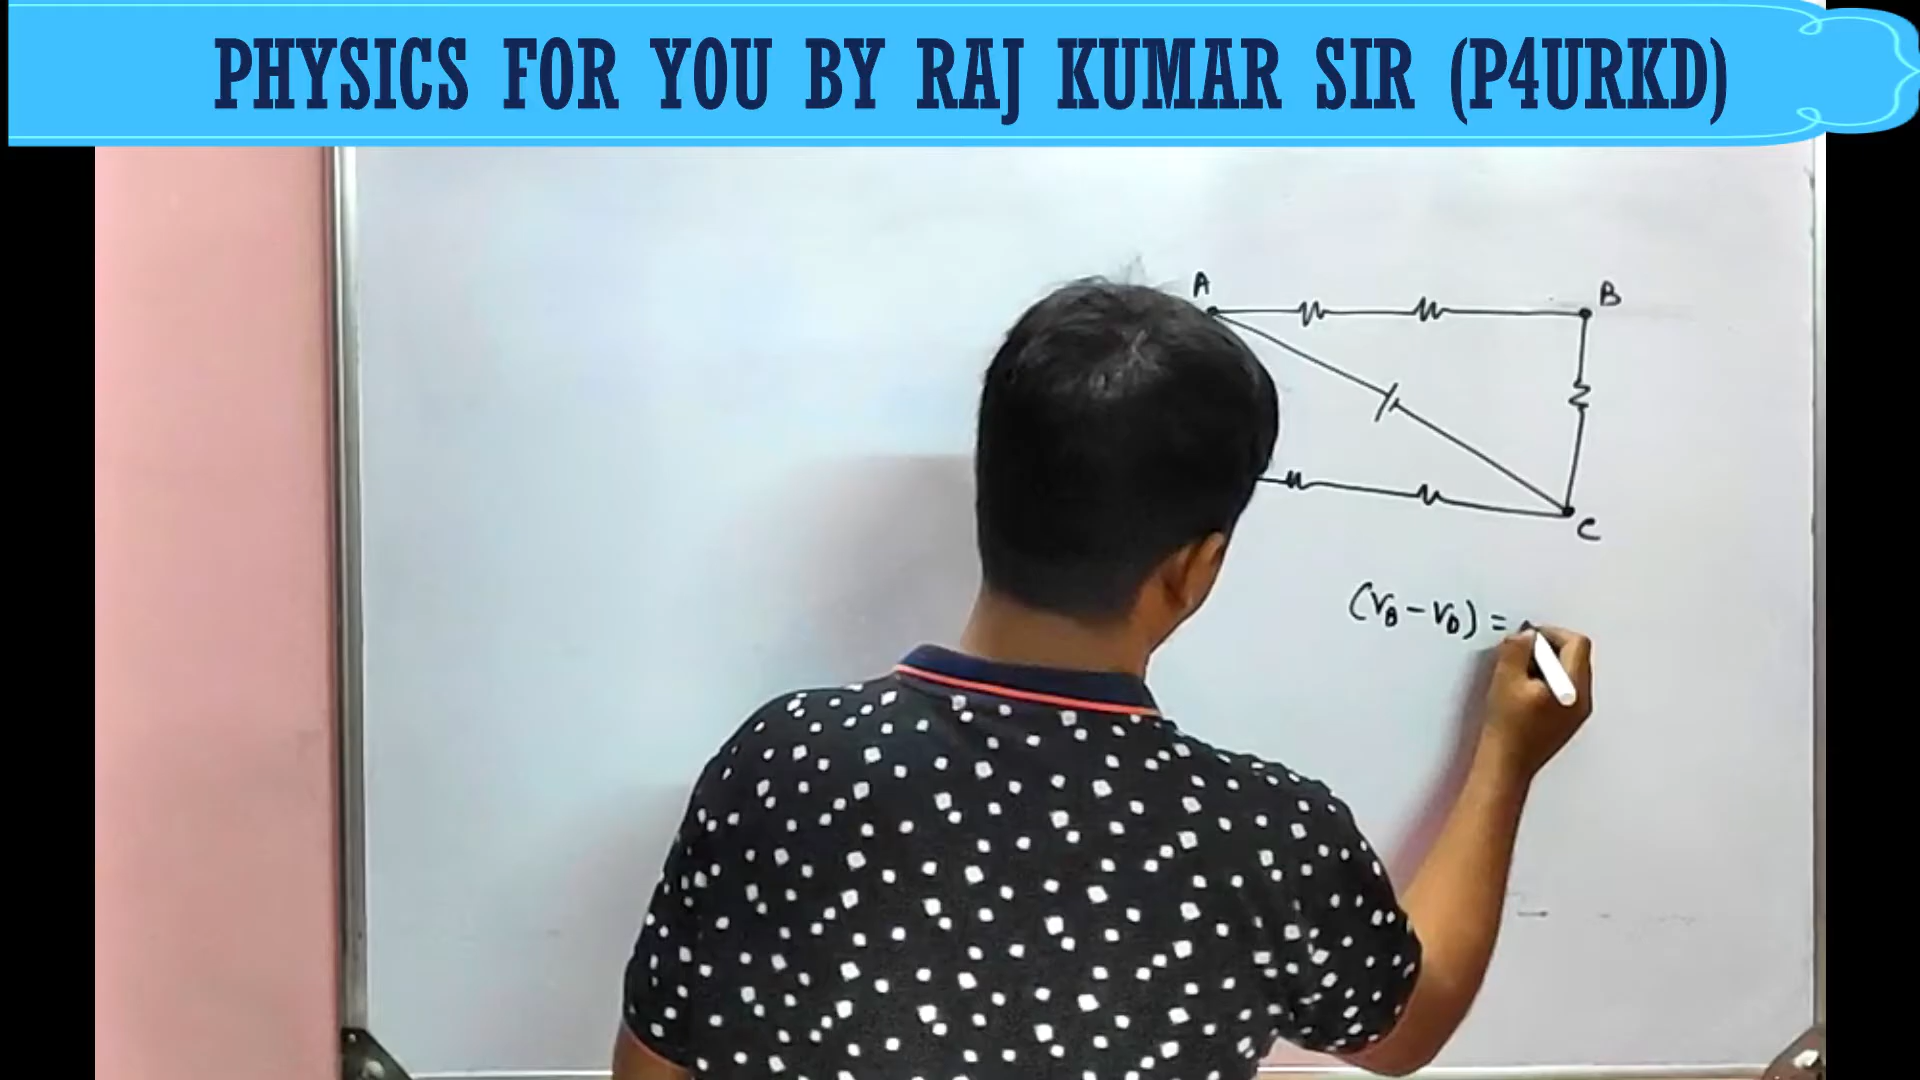 PHYSICS FOR YOU BY RAJ KUMAR SIR (P4URKD)
A
B
C
(V_B - V_D) =